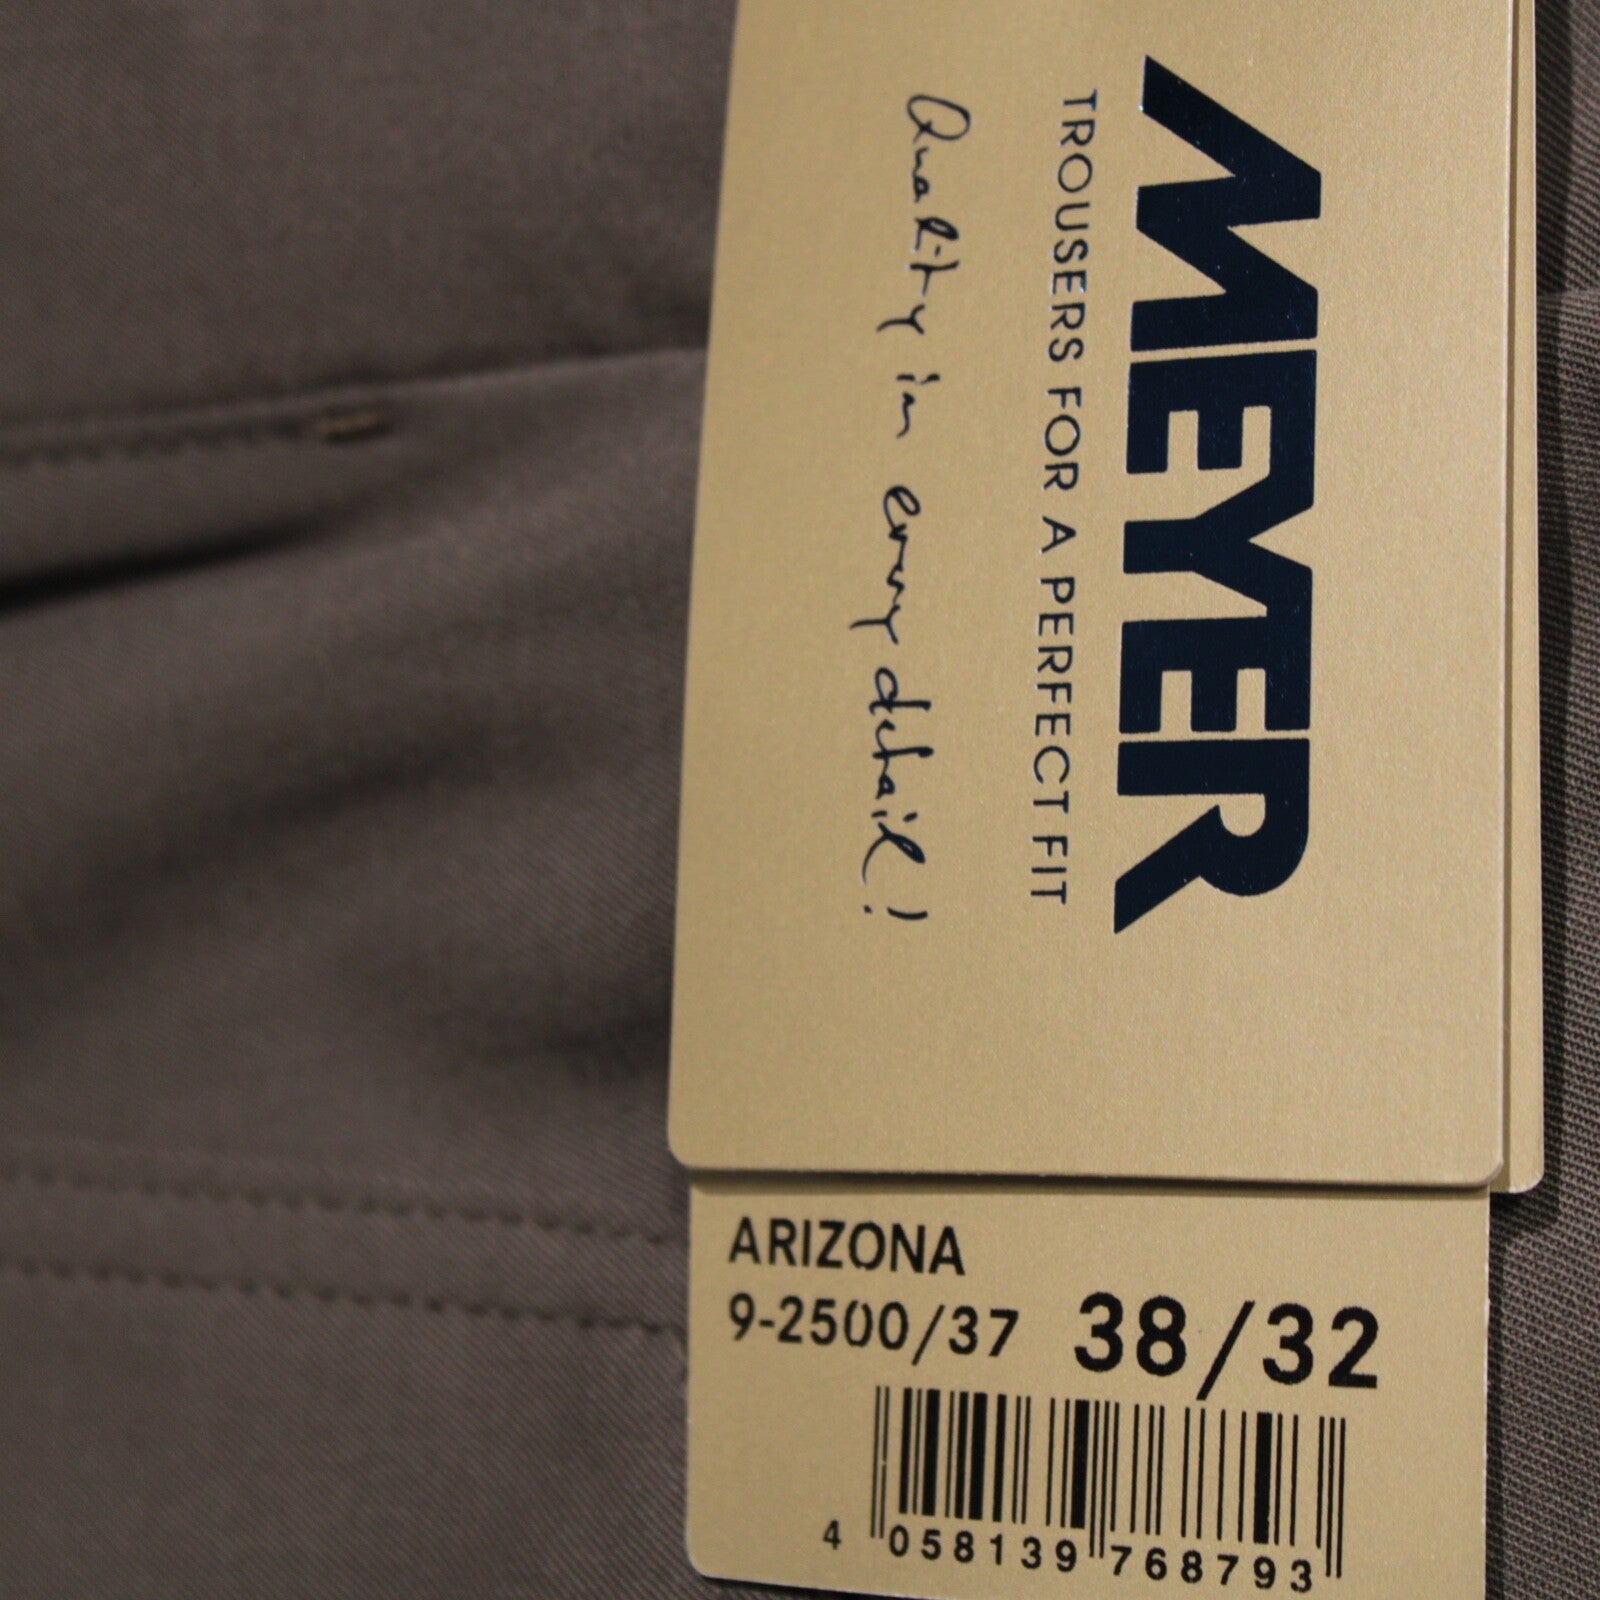 MEYER
TROUSERS FOR A PERFECT FIT
Quality in every detail!
ARIZONA
9-2500/37 38/32
4 058139 768793